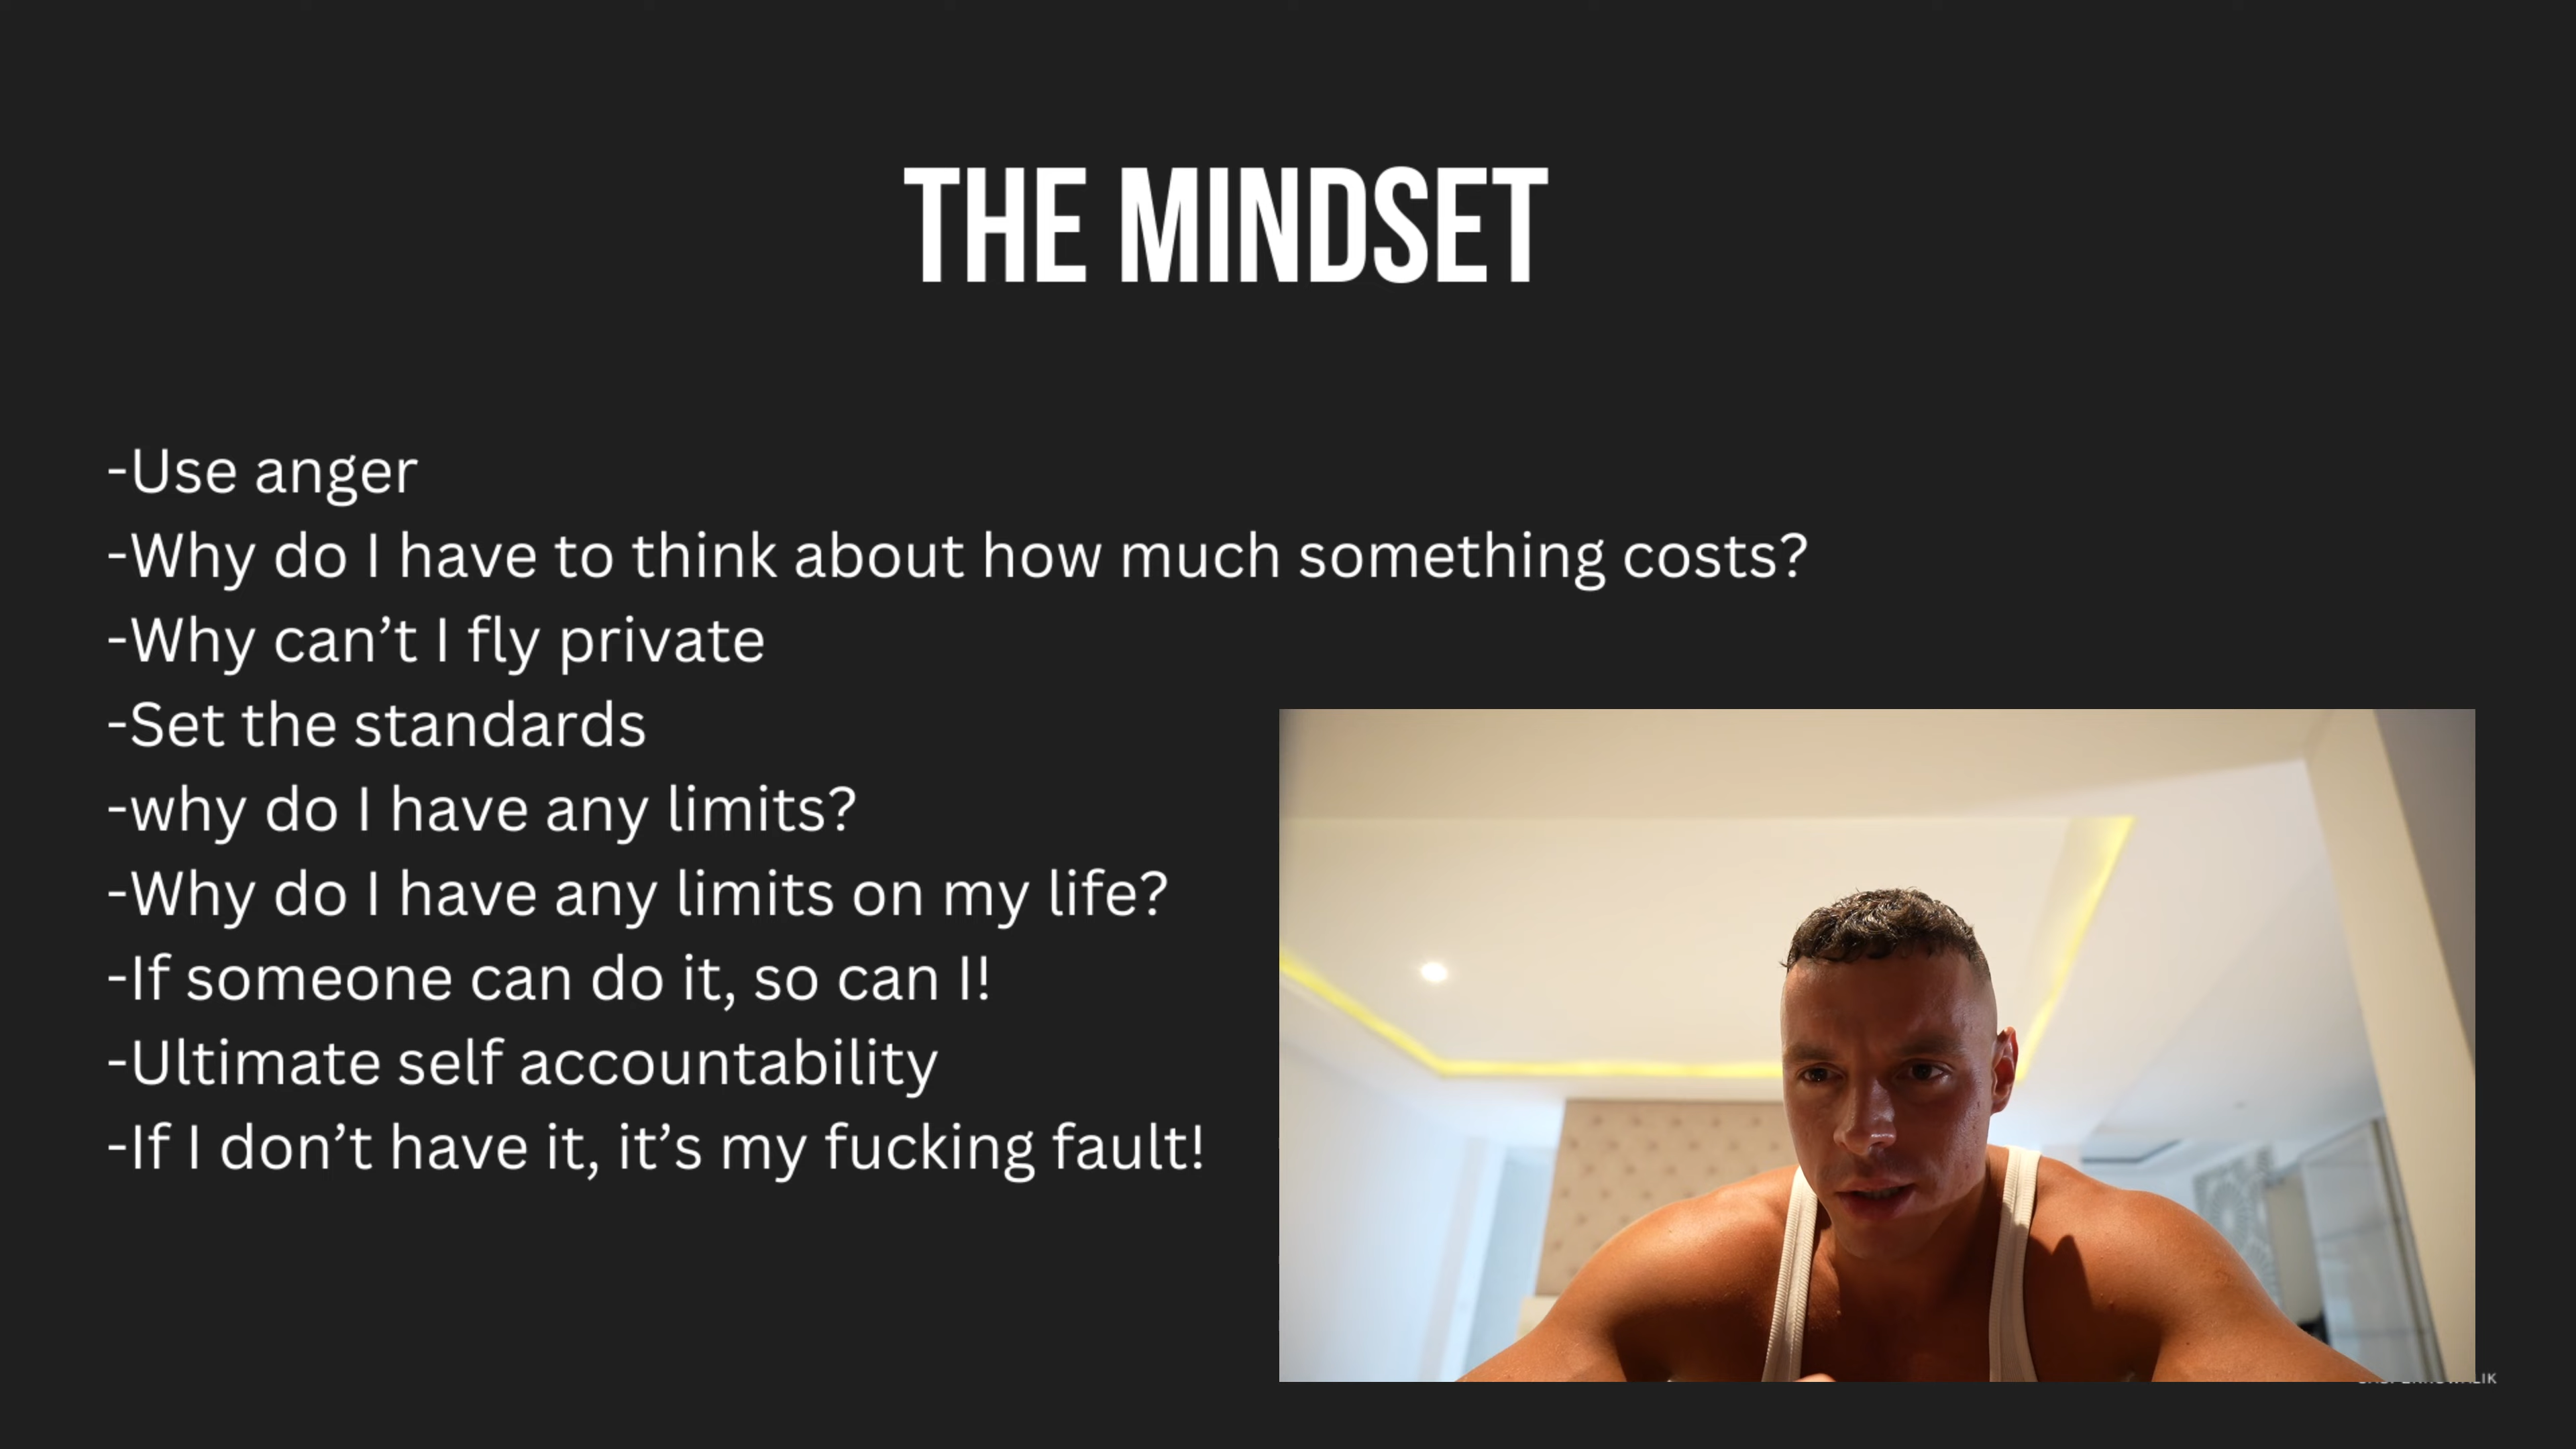 THE MINDSET
-Use anger
-Why do I have to think about how much something costs?
-Why can’t I fly private
-Set the standards
-why do I have any limits?
-Why do I have any limits on my life?
-If someone can do it, so can I!
-Ultimate self accountability
-If I don’t have it, it’s my fucking fault!